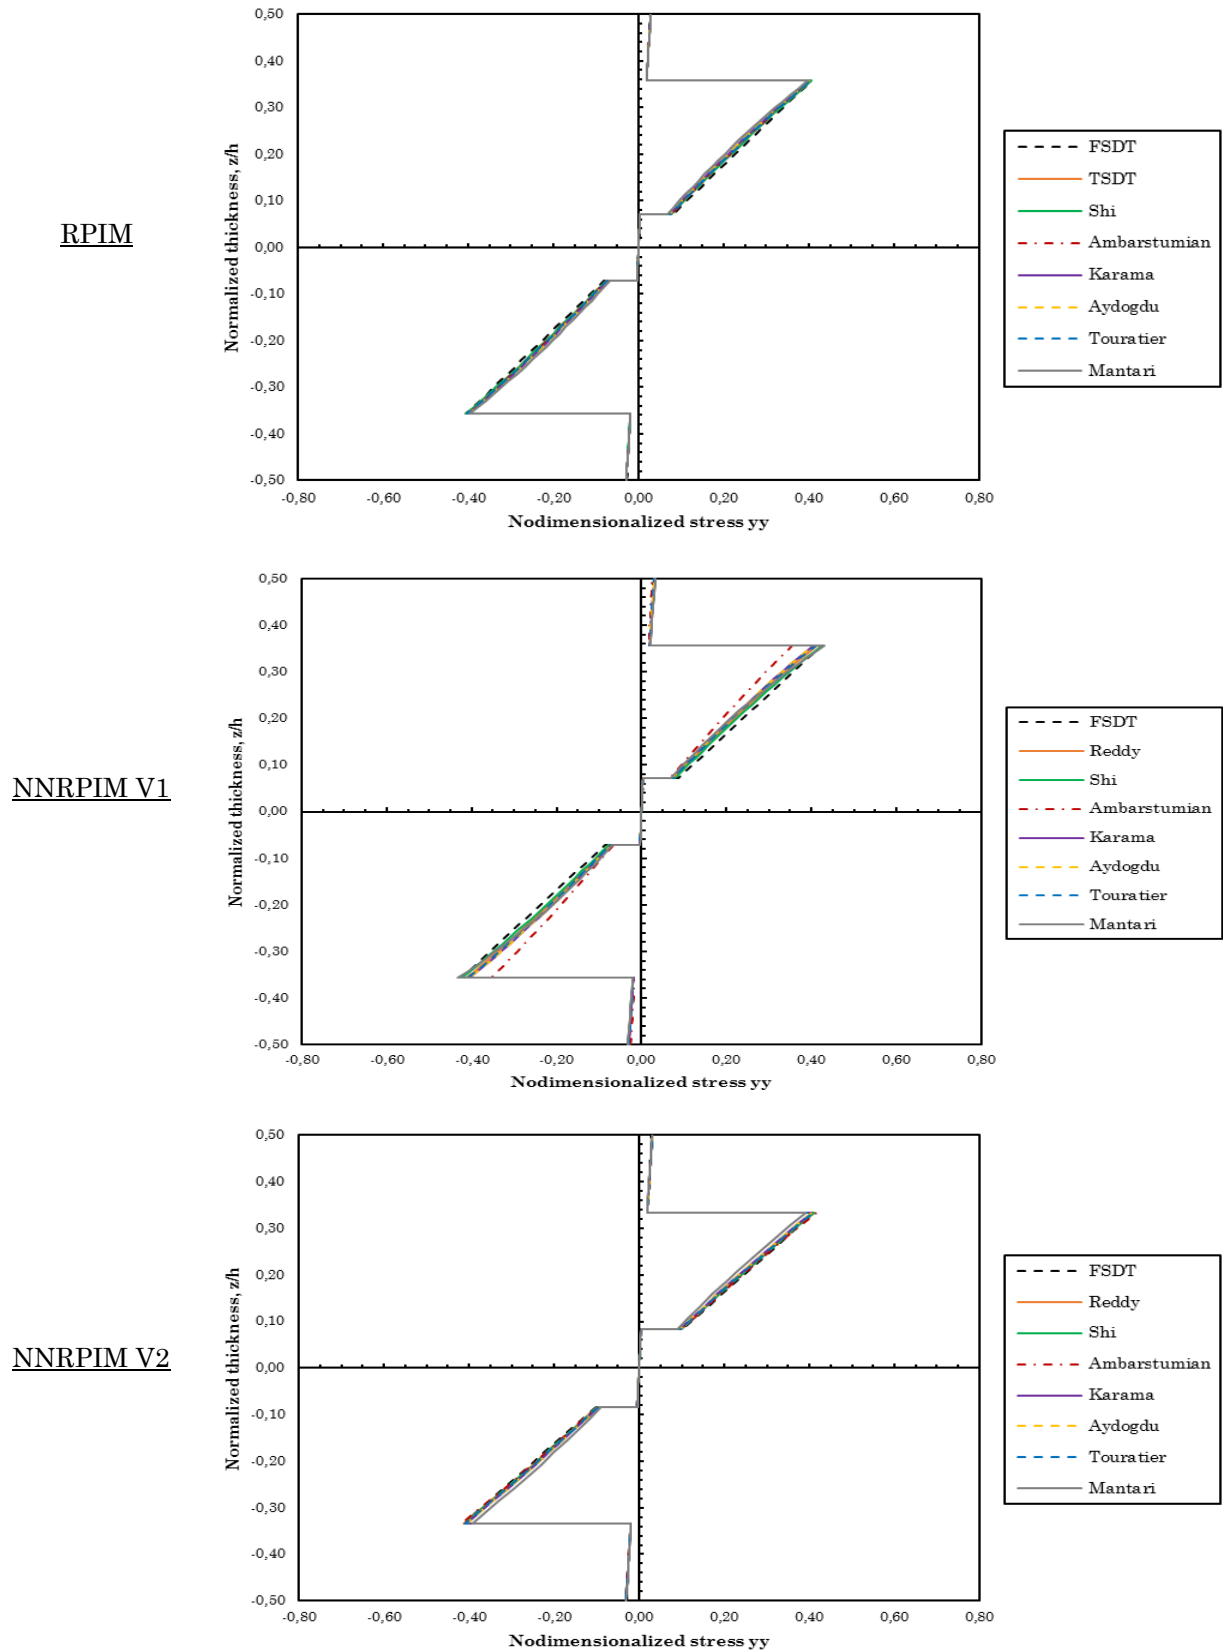 RPIM
Normalized thickness, z/h
0,50
0,40
0,30
0,20
0,10
0,00
-0,10
-0,20
-0,30
-0,40
-0,50
-0,80 -0,60 -0,40 -0,20 0,00 0,20 0,40 0,60 0,80
Nodimensionalized stress yy
FSDT
TSDT
Shi
Ambarstumian
Karama
Aydogdu
Touratier
Mantari
NNRPIM V1
Normalized thickness, z/h
0,50
0,40
0,30
0,20
0,10
0,00
-0,10
-0,20
-0,30
-0,40
-0,50
-0,80 -0,60 -0,40 -0,20 0,00 0,20 0,40 0,60 0,80
Nodimensionalized stress yy
FSDT
Reddy
Shi
Ambarstumian
Karama
Aydogdu
Touratier
Mantari
NNRPIM V2
Normalized thickness, z/h
0,50
0,40
0,30
0,20
0,10
0,00
-0,10
-0,20
-0,30
-0,40
-0,50
-0,80 -0,60 -0,40 -0,20 0,00 0,20 0,40 0,60 0,80
Nodimensionalized stress yy
FSDT
Reddy
Shi
Ambarstumian
Karama
Aydogdu
Touratier
Mantari